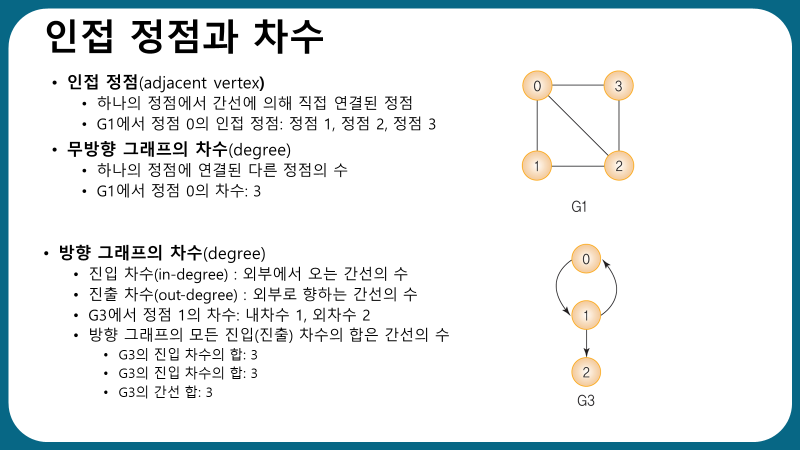 인접 정점과 차수
• 인접 정점(adjacent vertex)
• 하나의 정점에서 간선에 의해 직접 연결된 정점
• G1에서 정점 0의 인접 정점: 정점 1, 정점 2, 정점 3
• 무방향 그래프의 차수(degree)
• 하나의 정점에 연결된 다른 정점의 수
• G1에서 정점 0의 차수: 3
0
3
1
2
G1
• 방향 그래프의 차수(degree)
• 진입 차수(in-degree) : 외부에서 오는 간선의 수
• 진출 차수(out-degree) : 외부로 향하는 간선의 수
• G3에서 정점 1의 차수: 내차수 1, 외차수 2
• 방향 그래프의 모든 진입(진출) 차수의 합은 간선의 수
• G3의 진입 차수의 합: 3
• G3의 진입 차수의 합: 3
• G3의 간선 합: 3
0
1
2
G3